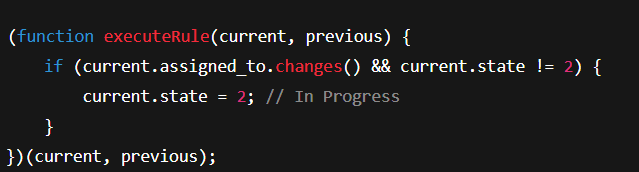 (function executeRule(current, previous) {
    if (current.assigned_to.changes() && current.state != 2) {
        current.state = 2; // In Progress
    }
})(current, previous);